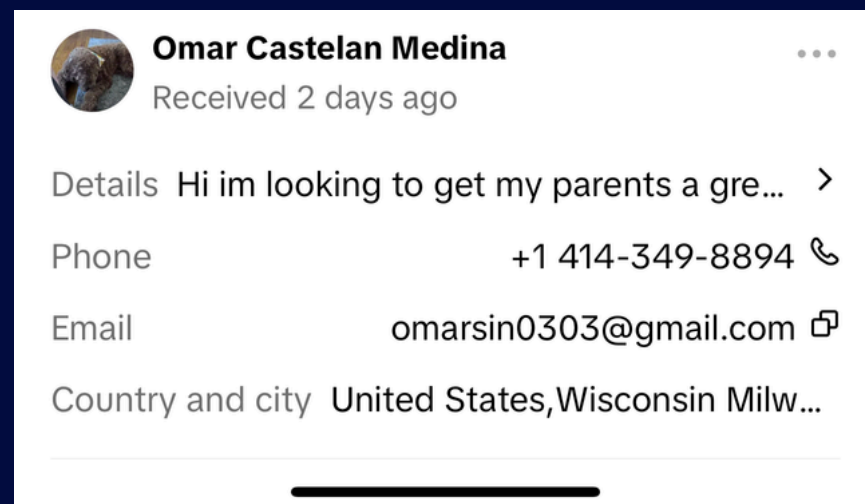 Omar Castelan Medina
Received 2 days ago
Details Hi im looking to get my parents a gre...
Phone +1 414-349-8894
Email omarsin0303@gmail.com
Country and city United States,Wisconsin Milw...